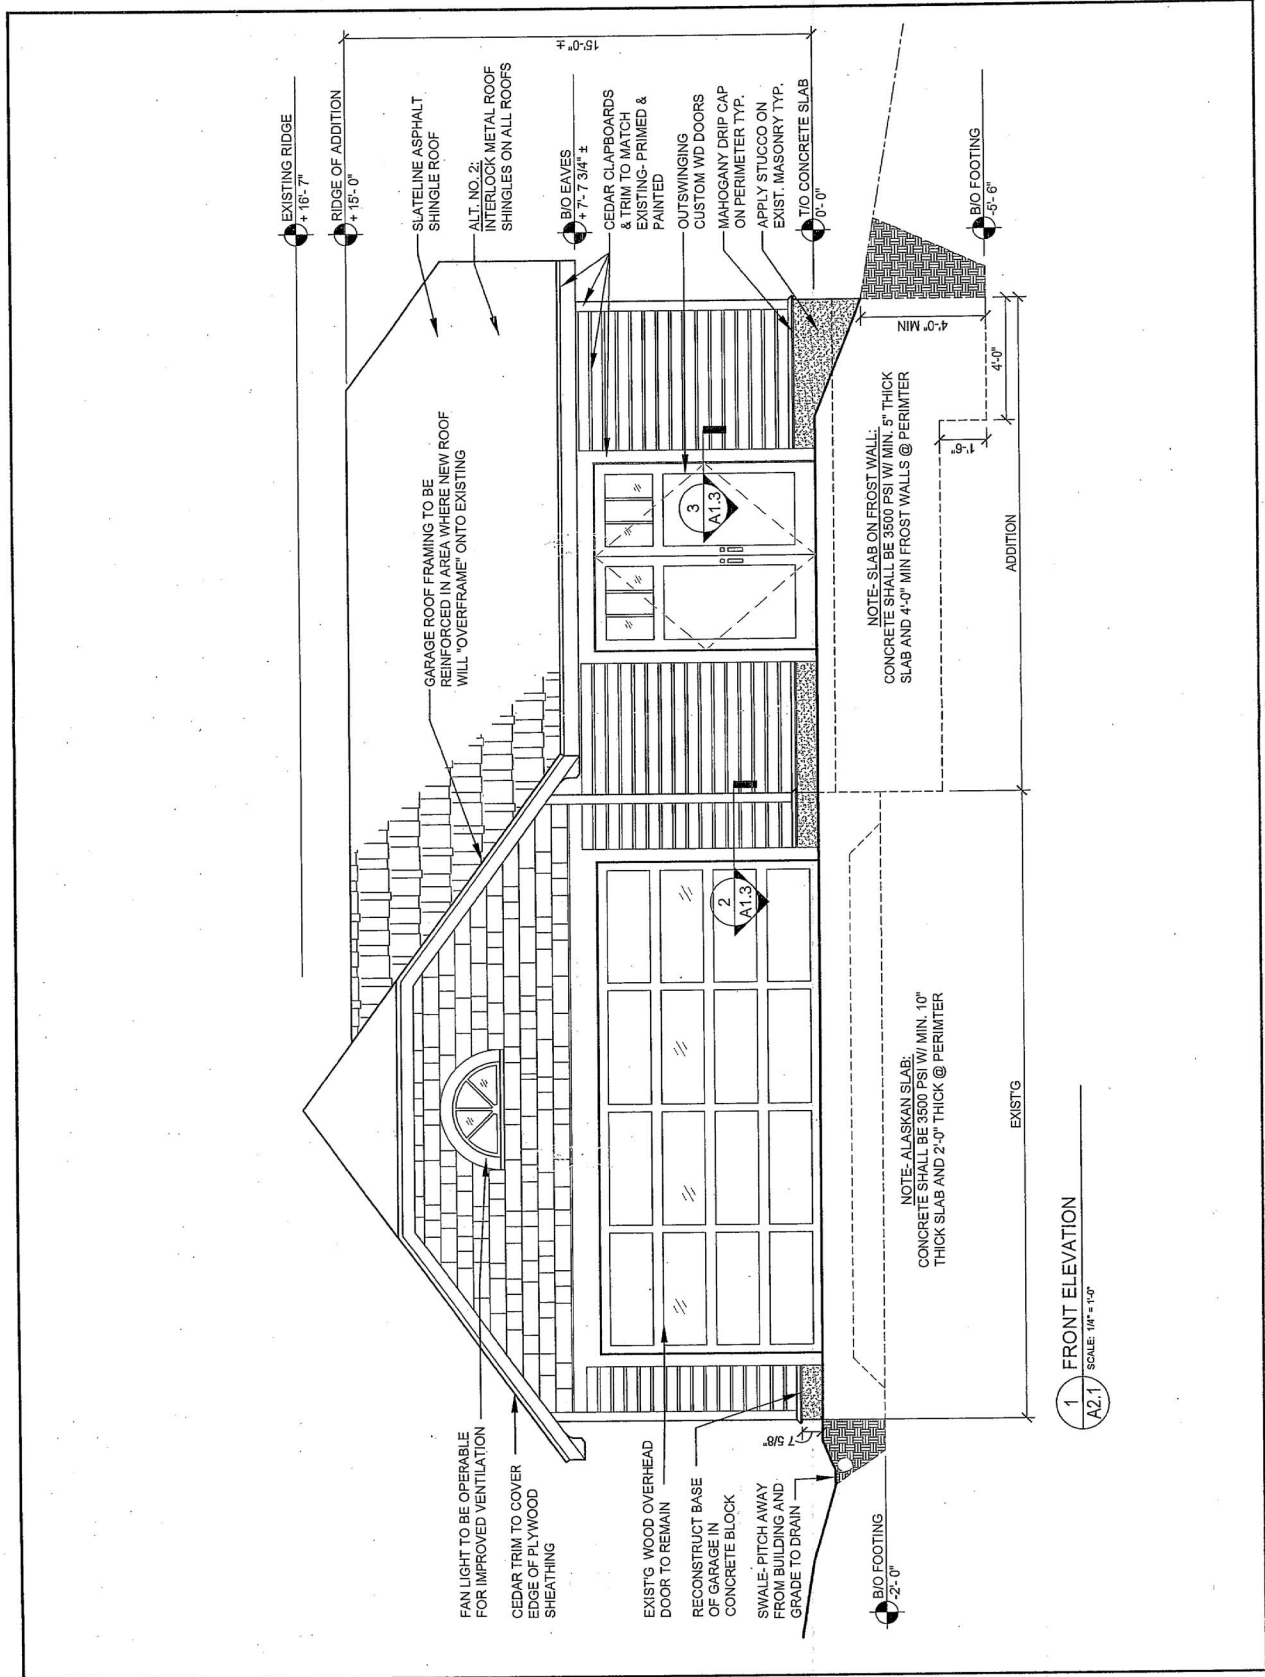 EXISTING RIDGE
+ 16'- 7"
RIDGE OF ADDITION
+ 15'- 0"
15'-0" ±
SLATELINE ASPHALT
SHINGLE ROOF
ALT. NO. 2:
INTERLOCK METAL ROOF
SHINGLES ON ALL ROOFS
B/O EAVES
+ 7'- 7 3/4" ±
CEDAR CLAPBOARDS
& TRIM TO MATCH
EXISTING- PRIMED &
PAINTED
OUTSWINGING
CUSTOM WD DOORS
MAHOGANY DRIP CAP
ON PERIMETER TYP.
APPLY STUCCO ON
EXIST. MASONRY TYP.
T/O CONCRETE SLAB
0'- 0"
B/O FOOTING
-5'- 6"
GARAGE ROOF FRAMING TO BE
REINFORCED IN AREA WHERE NEW ROOF
WILL "OVERFRAME" ONTO EXISTING
3
A1.3
2
A1.3
4'-0" MIN
4'-0"
1'-6"
NOTE- SLAB ON FROST WALL:
CONCRETE SHALL BE 3500 PSI W/ MIN. 5" THICK
SLAB AND 4'-0" MIN FROST WALLS @ PERIMTER
ADDITION
NOTE- ALASKAN SLAB:
CONCRETE SHALL BE 3500 PSI W/ MIN. 10"
THICK SLAB AND 2'-0" THICK @ PERIMTER
EXIST'G
FAN LIGHT TO BE OPERABLE
FOR IMPROVED VENTILATION
CEDAR TRIM TO COVER
EDGE OF PLYWOOD
SHEATHING
EXIST'G WOOD OVERHEAD
DOOR TO REMAIN
RECONSTRUCT BASE
OF GARAGE IN
CONCRETE BLOCK
7 5/8"
SWALE- PITCH AWAY
FROM BUILDING AND
GRADE TO DRAIN
B/O FOOTING
-2'- 0"
1
A2.1
FRONT ELEVATION
SCALE: 1/4" = 1'-0"